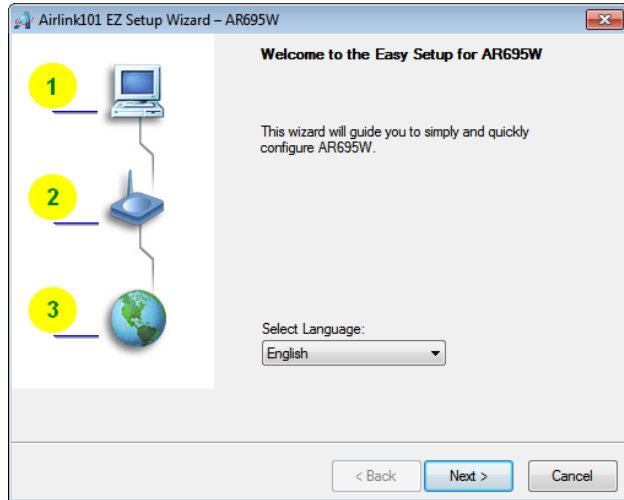 Airlink101 EZ Setup Wizard – AR695W
1
2
3
Welcome to the Easy Setup for AR695W
This wizard will guide you to simply and quickly
configure AR695W.
Select Language:
English
< Back
Next >
Cancel